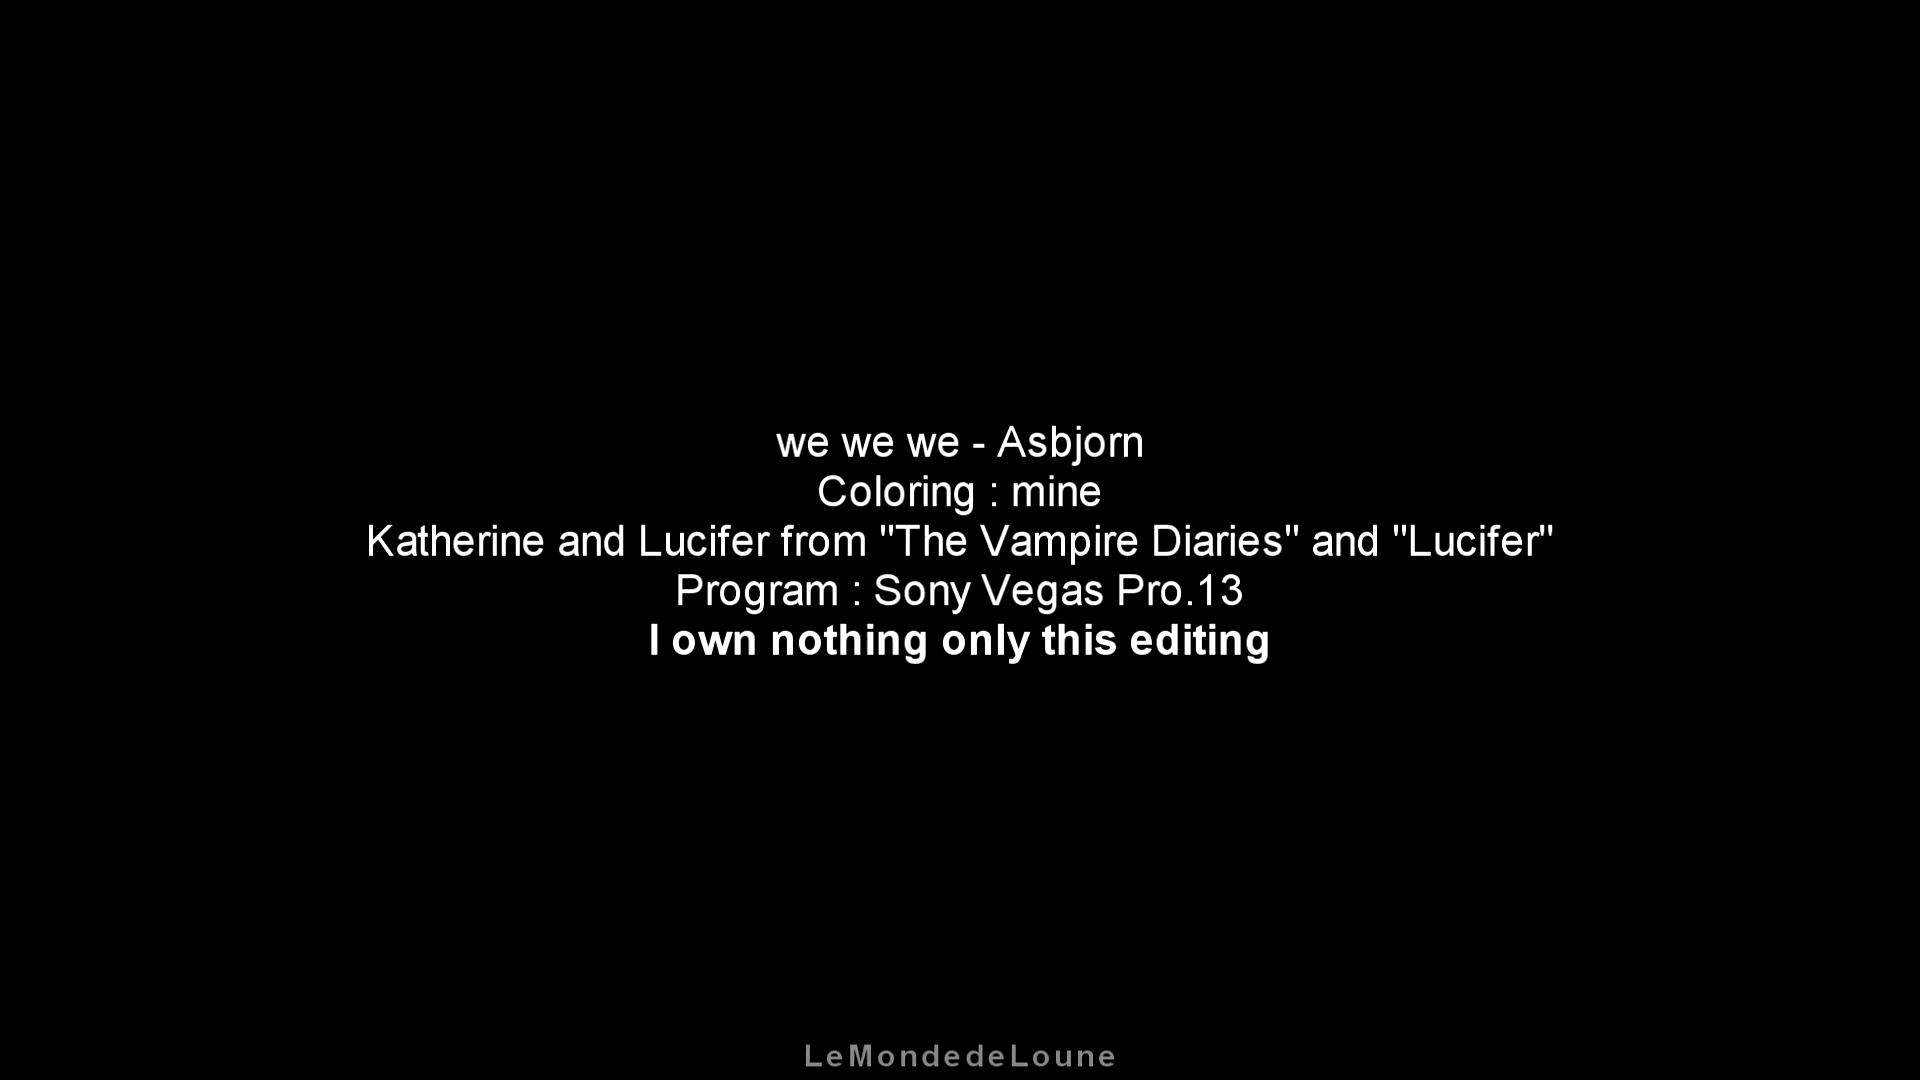 we we we - Asbjorn
Coloring : mine
Katherine and Lucifer from "The Vampire Diaries" and "Lucifer"
Program : Sony Vegas Pro.13
I own nothing only this editing
LeMondedeLoune